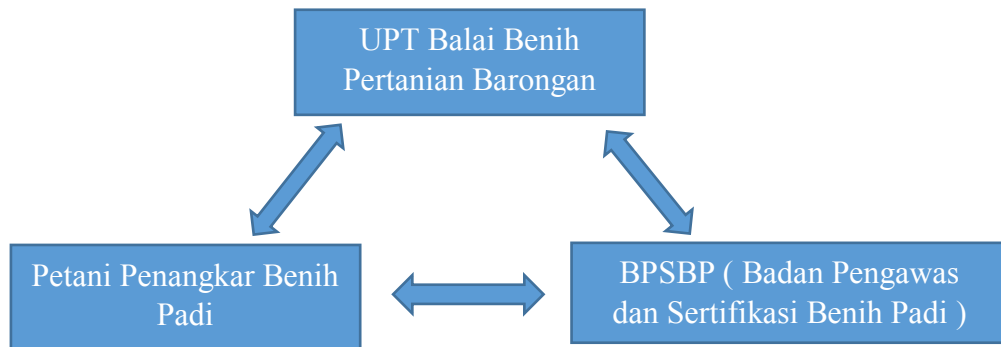 UPT Balai Benih
Pertanian Barongan
Petani Penangkar Benih
Padi
BPSBP ( Badan Pengawas
dan Sertifikasi Benih Padi )